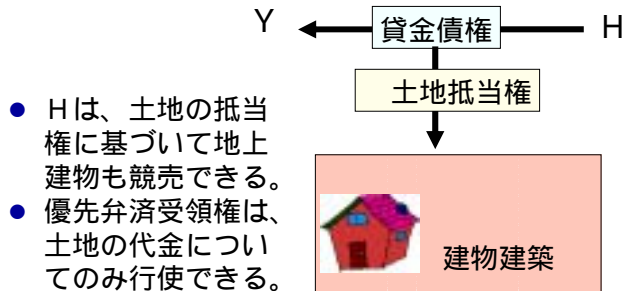 Y
貸金債権
H
土地抵当権
● Ｈは、土地の抵当
権に基づいて地上
建物も競売できる。
● 優先弁済受領権は、
土地の代金につい
てのみ行使できる。
建物建築